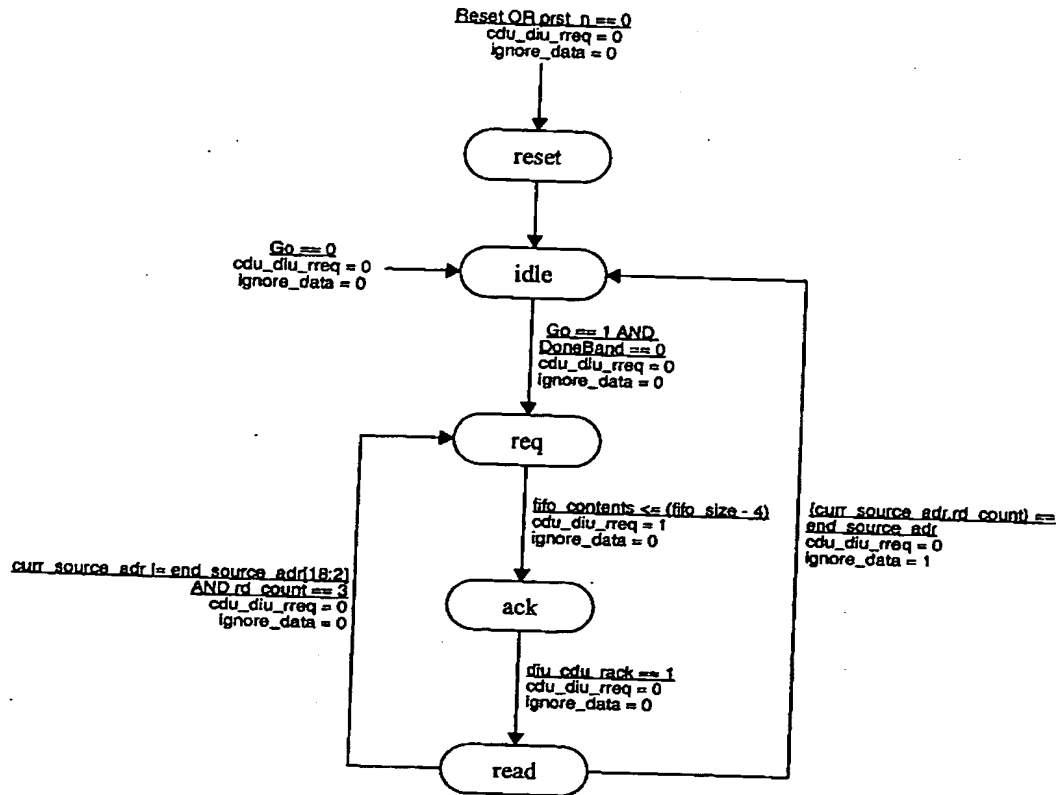 Reset OR prst_n == 0
cdu_diu_rreq = 0
ignore_data = 0
reset
Go == 0
cdu_diu_rreq = 0
ignore_data = 0
idle
Go == 1 AND
DoneBand == 0
cdu_diu_rreq = 0
ignore_data = 0
req
fifo_contents <= (fifo_size - 4)
cdu_diu_rreq = 1
ignore_data = 0
{curr_source_adr,rd_count} ==
end_source_adr
cdu_diu_rreq = 0
ignore_data = 1
curr_source_adr != end_source_adr[18:2]
AND rd_count == 3
cdu_diu_rreq = 0
ignore_data = 0
ack
diu_cdu_rack == 1
cdu_diu_rreq = 0
ignore_data = 0
read